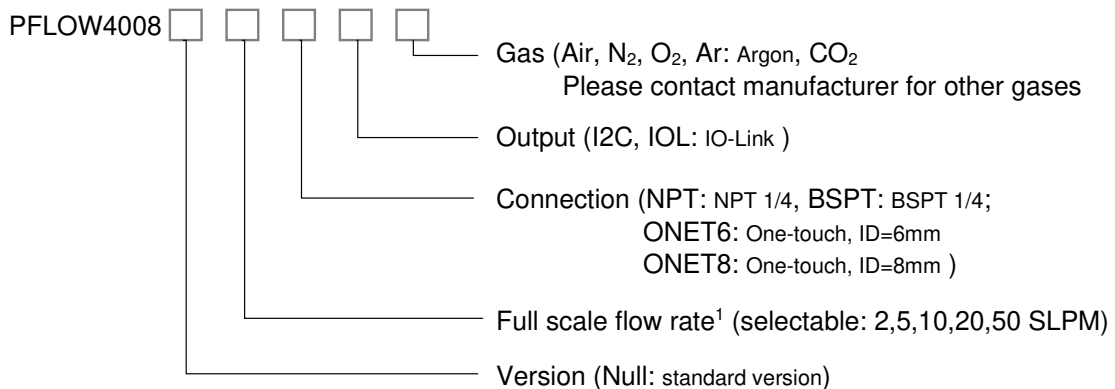 PFLOW4008
Gas (Air, N₂, O₂, Ar: Argon, CO₂
Please contact manufacturer for other gases
Output (I2C, IOL: IO-Link )
Connection (NPT: NPT 1/4, BSPT: BSPT 1/4;
ONET6: One-touch, ID=6mm
ONET8: One-touch, ID=8mm )
Full scale flow rate¹ (selectable: 2,5,10,20,50 SLPM)
Version (Null: standard version)